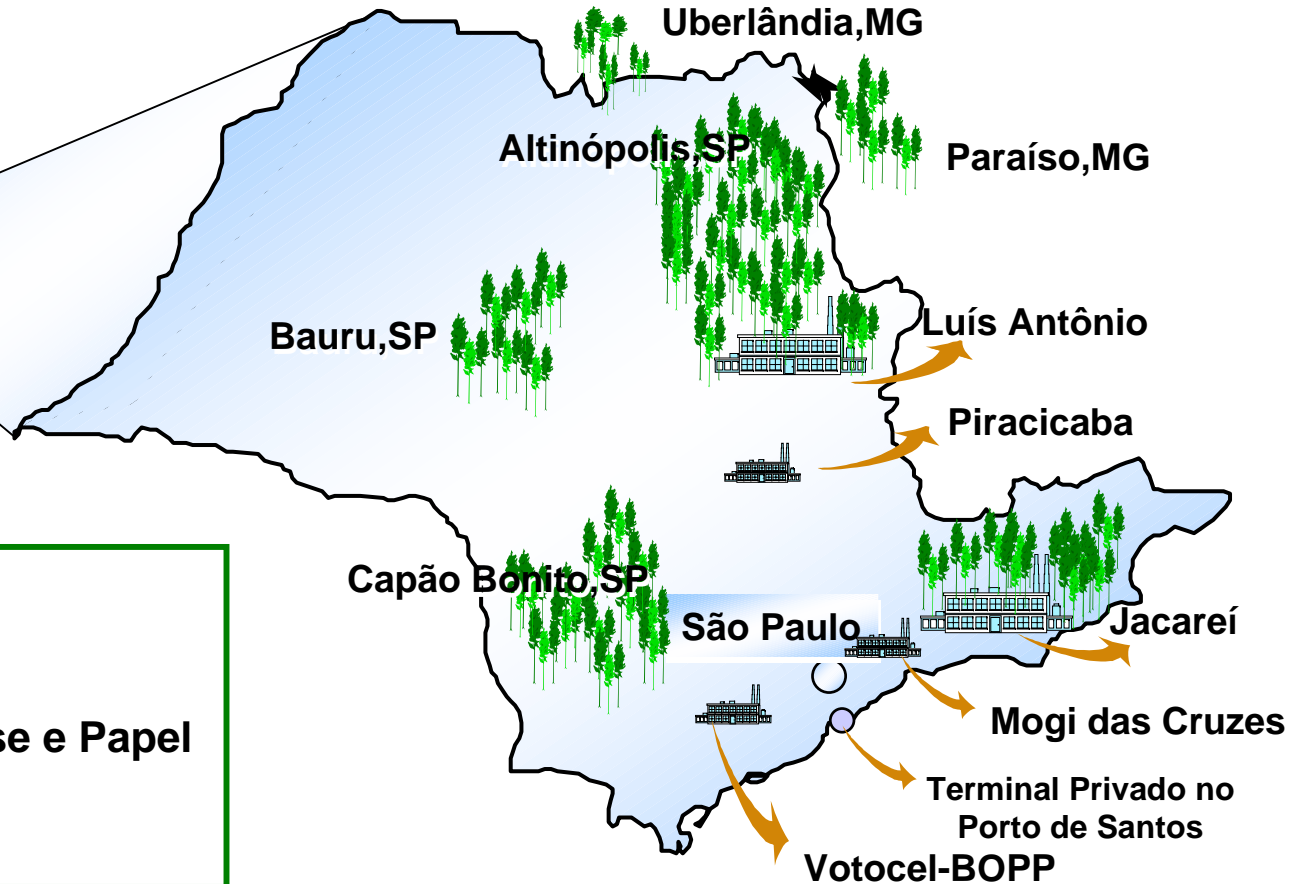 Uberlândia,MG
Altinópolis,SP
Paraíso,MG
Bauru,SP
Luís Antônio
Piracicaba
Capão Bonito,SP
São Paulo
Jacareí
e Papel
Mogi das Cruzes
Terminal Privado no
Porto de Santos
Votocel-BOPP